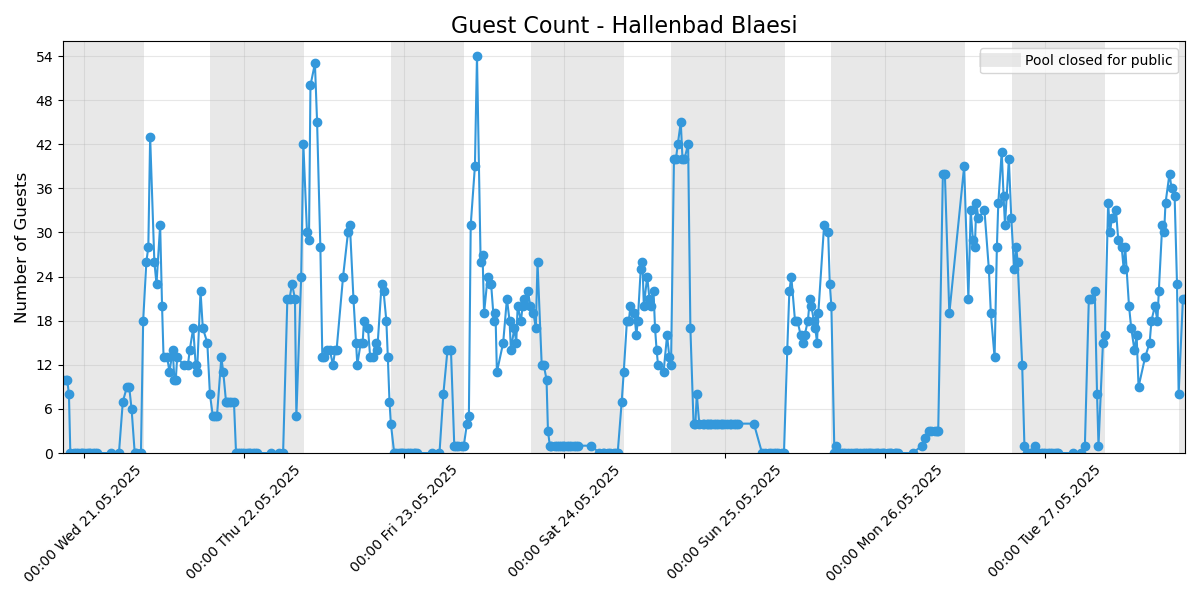 Guest Count - Hallenbad Blaesi
Pool closed for public
Number of Guests
54
48
42
36
30
24
18
12
6
0
00:00 Wed 21.05.2025
00:00 Thu 22.05.2025
00:00 Fri 23.05.2025
00:00 Sat 24.05.2025
00:00 Sun 25.05.2025
00:00 Mon 26.05.2025
00:00 Tue 27.05.2025